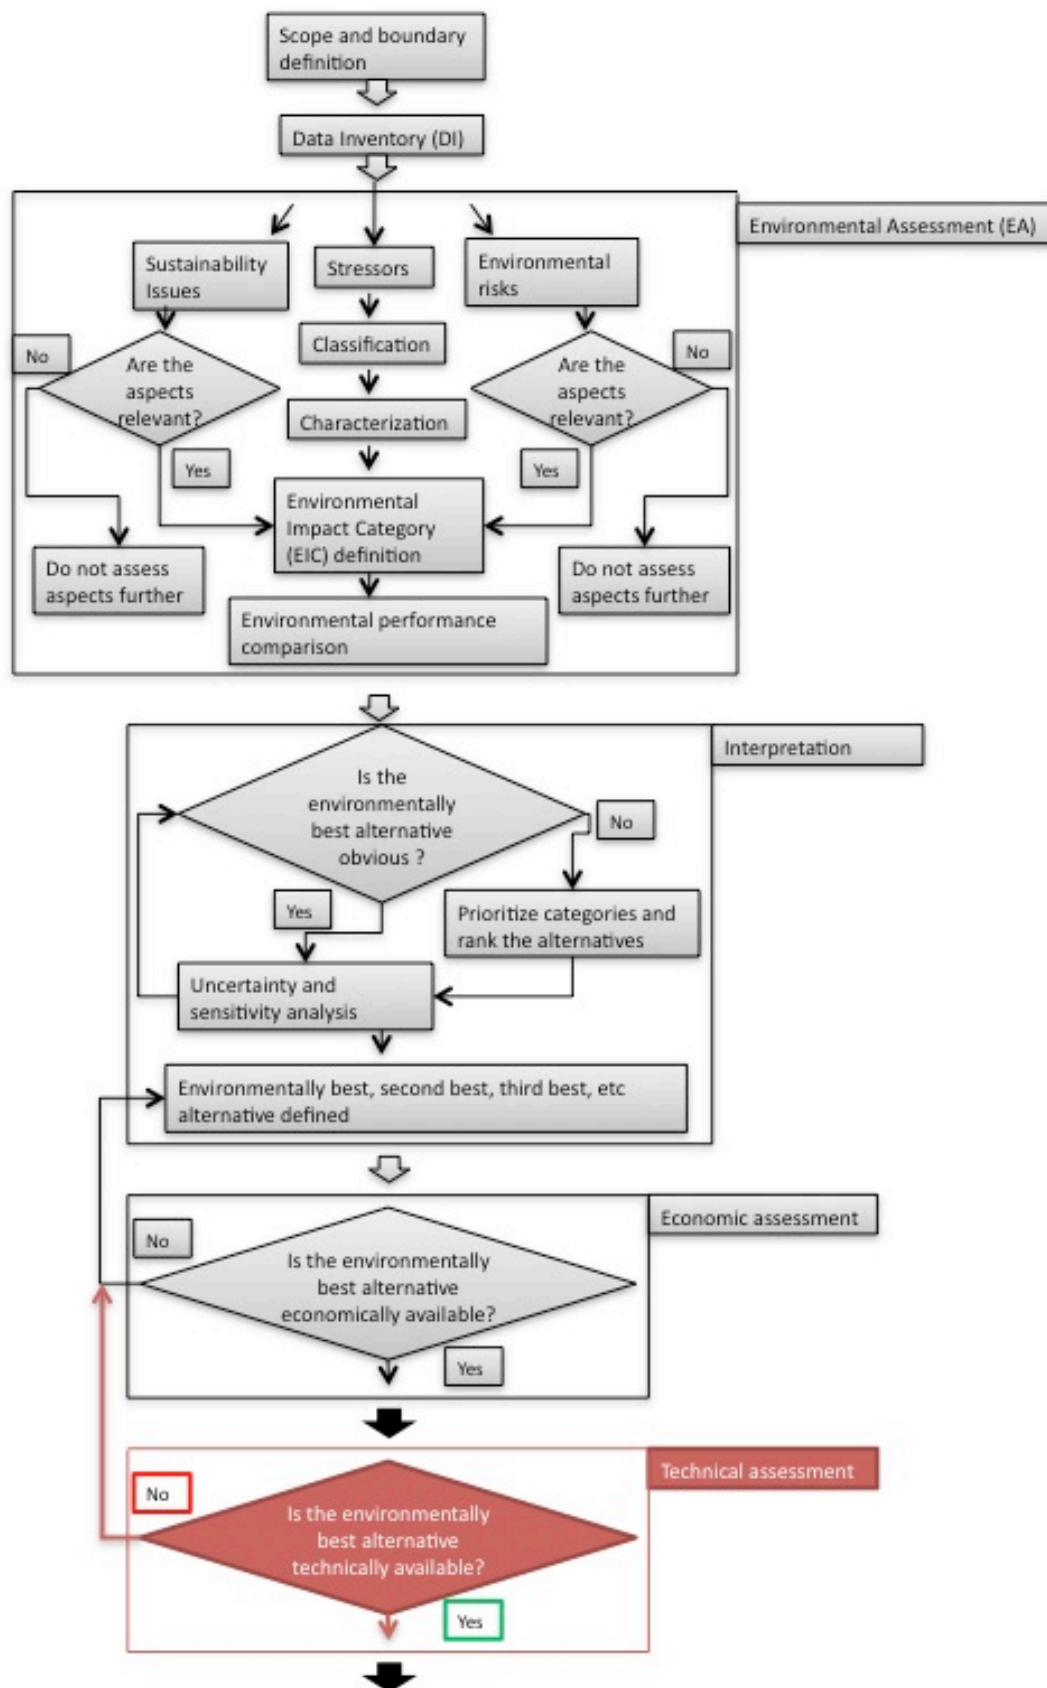 Scope and boundary
definition
Data Inventory (DI)
Environmental Assessment (EA)
Sustainability
Issues
Stressors
Environmental
risks
Classification
No
Are the
aspects
relevant?
No
Are the
aspects
relevant?
Characterization
Yes
Yes
Environmental
Impact Category
(EIC) definition
Do not assess
aspects further
Do not assess
aspects further
Environmental performance
comparison
Interpretation
Is the
environmentally
best alternative
obvious ?
No
Yes
Prioritize categories and
rank the alternatives
Uncertainty and
sensitivity analysis
Environmentally best, second best, third best, etc
alternative defined
Economic assessment
No
Is the environmentally
best alternative
economically available?
Yes
Technical assessment
No
Is the environmentally
best alternative
technically available?
Yes